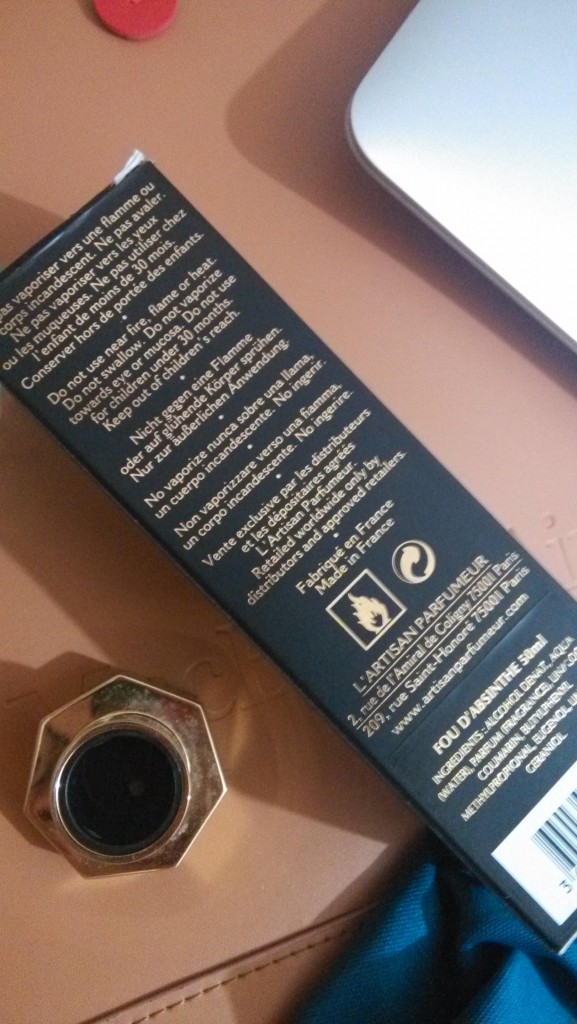 vaporiser vers une flamme ou
corps incandescent. Ne pas avaler.
Ne pas vaporiser vers les yeux
ou les muqueuses. Ne pas utiliser chez
l'enfant de moins de 30 mois.
Conserver hors de portée des enfants.
Do not use near fire, flame or heat.
Do not swallow. Do not vaporize
towards eye or mucosa. Do not use
for children under 30 months.
Keep out of children's reach.
Nicht gegen eine Flamme
oder auf glühende Körper sprühen.
Nur zur äußerlichen Anwendung.
No vaporize nunca sobre una llama,
un cuerpo incandescente. No ingerir.
Non vaporizzare verso una fiamma,
un corpo incandescente. No ingerire.
Vente exclusive par les distributeurs
et les dépositaires agréés
L'Artisan Parfumeur
Retailed worldwide only by
distributors and approved retailers.
Fabriqué en France
Made in France
L'ARTISAN PARFUMEUR
2, rue de l'Amiral de Coligny 75001 Paris
209, rue Saint-Honoré 75001 Paris
www.artisanparfumeur.com
FOU D'ABSINTHE 50ml
INGREDIENTS : ALCOHOL DENAT, AQUA
(WATER), PARFUM (FRAGRANCE),
COUMARIN, BUTYLPHENYL
METHYLPROPIONAL, EUGENOL,
GERANIOL
3